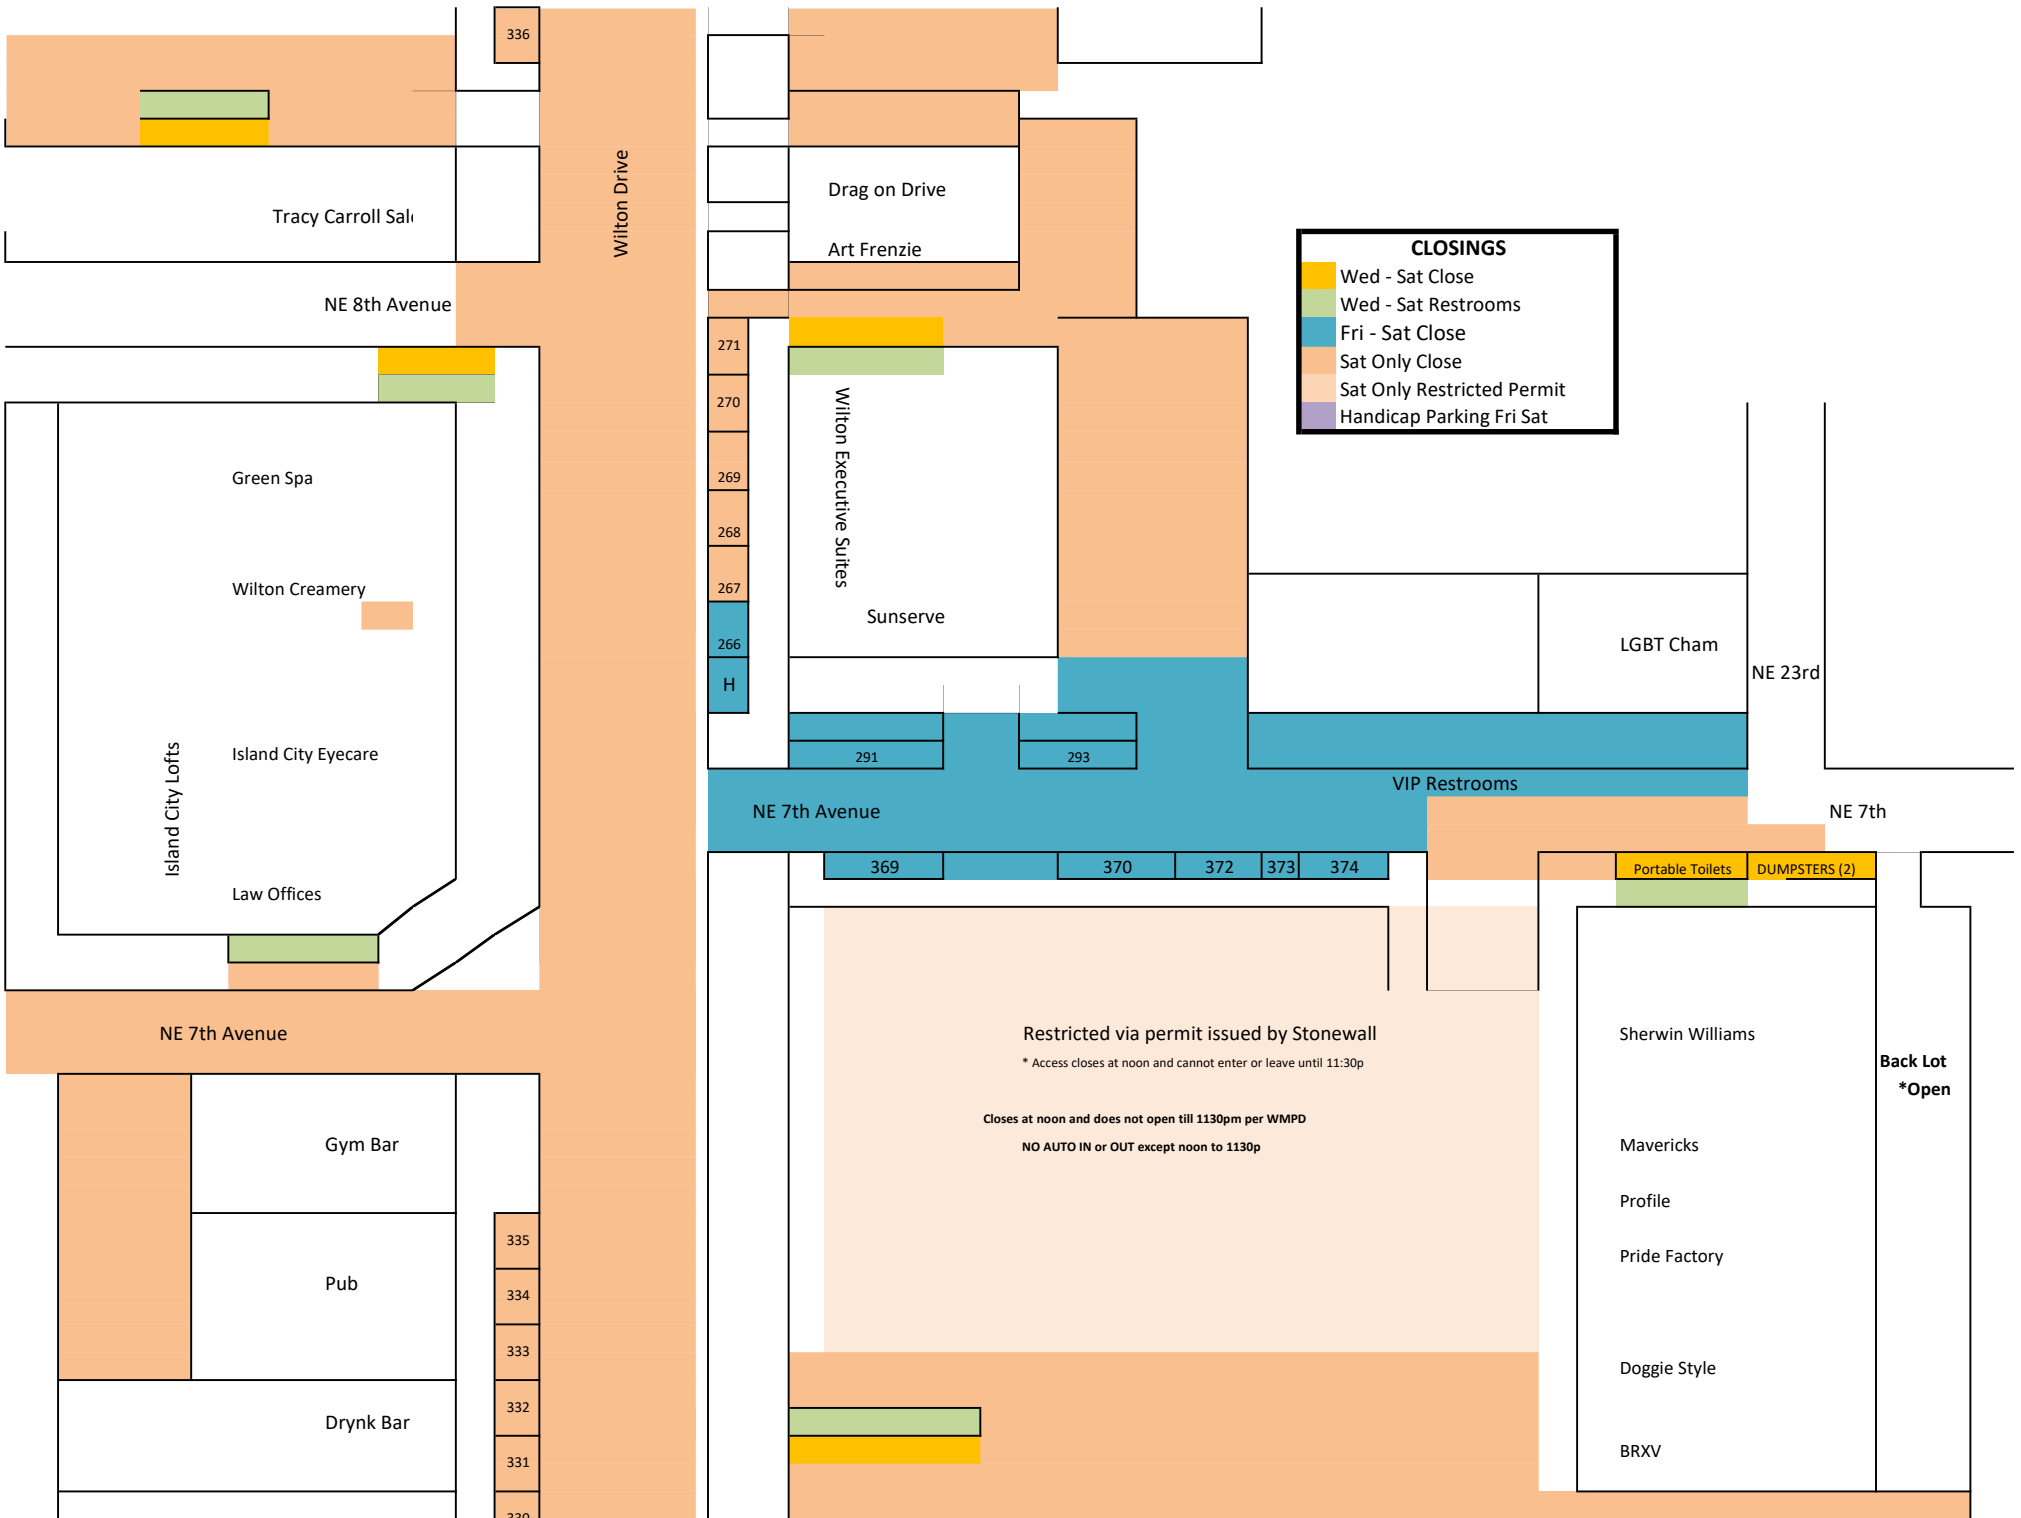 336
Wilton Drive
Drag on Drive
Tracy Carroll Sal
Art Frenzie
CLOSINGS
Wed - Sat Close
Wed - Sat Restrooms
Fri - Sat Close
Sat Only Close
Sat Only Restricted Permit
Handicap Parking Fri Sat
NE 8th Avenue
271
270
269
268
267
266
H
Wilton Executive Suites
Sunserve
Green Spa
Wilton Creamery
Island City Eyecare
Island City Lofts
Law Offices
LGBT Cham
NE 23rd
291
293
VIP Restrooms
NE 7th Avenue
NE 7th
369
370
372
373
374
Portable Toilets
DUMPSTERS (2)
NE 7th Avenue
Restricted via permit issued by Stonewall
* Access closes at noon and cannot enter or leave until 11:30p
Closes at noon and does not open till 1130pm per WMPD
NO AUTO IN or OUT except noon to 1130p
Sherwin Williams
Back Lot
*Open
Gym Bar
Mavericks
Profile
335
Pride Factory
Pub
334
333
Doggie Style
332
Drynk Bar
331
BRXV
330